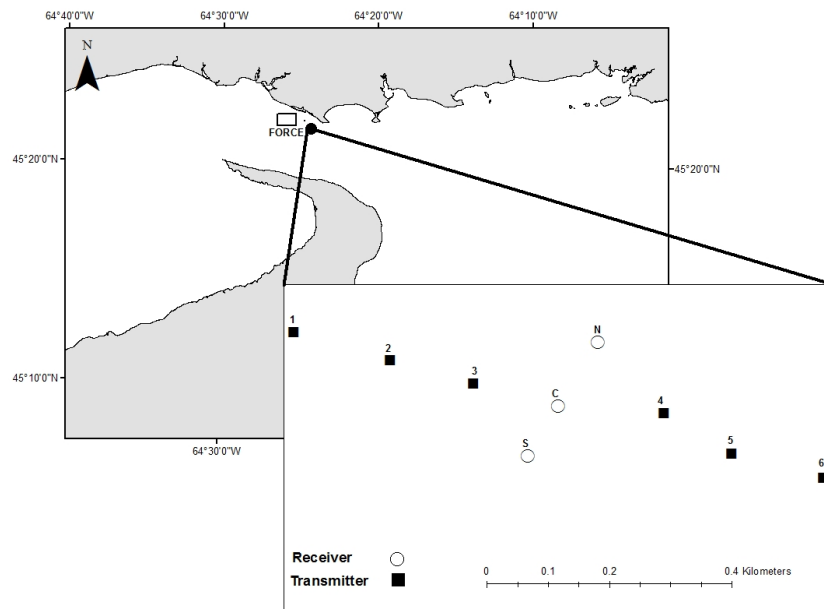 64°40'0"W 64°30'0"W 64°20'0"W 64°10'0"W
N
FORCE
45°20'0"N
45°20'0"N
1
N
2
3
45°10'0"N
C
4
S
5
64°30'0"W
6
Receiver
Transmitter
0 0.1 0.2 0.4 Kilometers